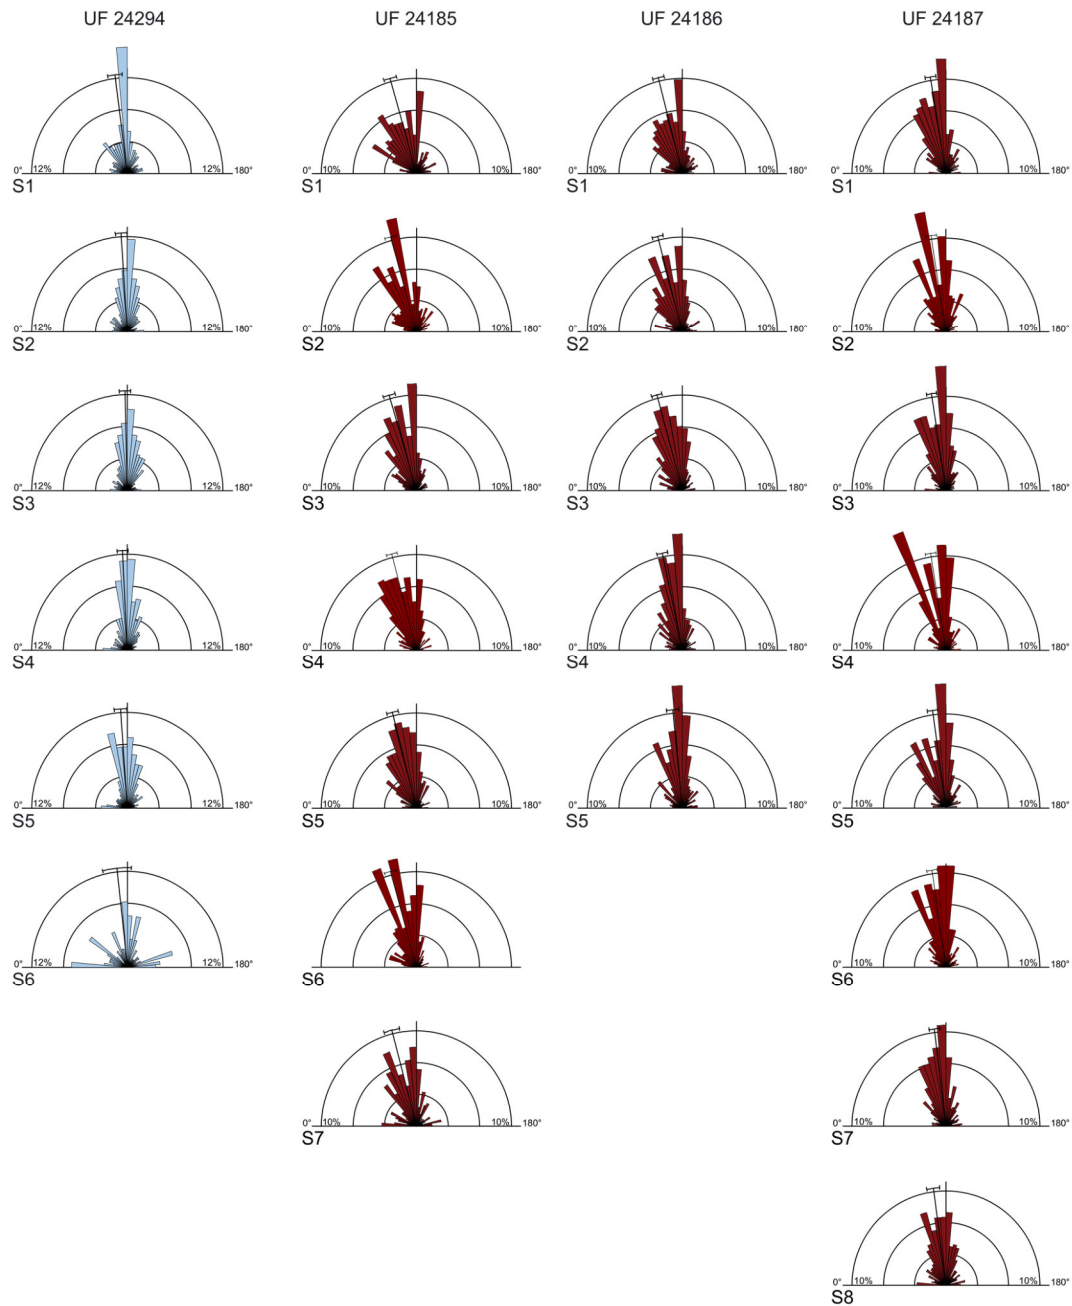 UF 24294 UF 24185 UF 24186 UF 24187
0° 12% 12% 180° 0° 10% 10% 180° 0° 10% 10% 180° 0° 10% 10% 180°
S1 S1 S1 S1
0° 12% 12% 180° 0° 10% 10% 180° 0° 10% 10% 180° 0° 10% 10% 180°
S2 S2 S2 S2
0° 12% 12% 180° 0° 10% 10% 180° 0° 10% 10% 180° 0° 10% 10% 180°
S3 S3 S3 S3
0° 12% 12% 180° 0° 10% 10% 180° 0° 10% 10% 180° 0° 10% 10% 180°
S4 S4 S4 S4
0° 12% 12% 180° 0° 10% 10% 180° 0° 10% 10% 180° 0° 10% 10% 180°
S5 S5 S5 S5
0° 12% 12% 180° 0° 10% 10% 180°
S6 S6 S6
0° 10% 10% 180° 0° 10% 10% 180°
S7 S7
0° 10% 10% 180°
S8